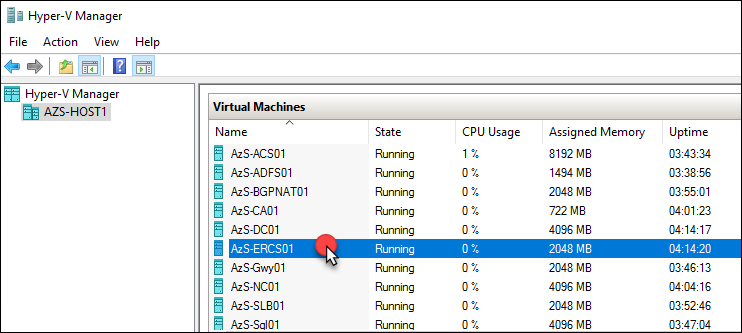 Hyper-V Manager
File Action View Help
?
Hyper-V Manager
AZS-HOST1
Virtual Machines
Name State CPU Usage Assigned Memory Uptime
AzS-ACS01 Running 1 % 8192 MB 03:43:34
AzS-ADFS01 Running 0 % 1494 MB 03:38:56
AzS-BGPNAT01 Running 0 % 2048 MB 03:55:01
AzS-CA01 Running 0 % 722 MB 04:01:23
AzS-DC01 Running 0 % 4096 MB 04:14:17
AzS-ERCS01 Running 0 % 2048 MB 04:14:20
AzS-Gwy01 Running 0 % 2048 MB 03:46:13
AzS-NC01 Running 0 % 4096 MB 04:04:16
AzS-SLB01 Running 0 % 2048 MB 03:52:46
AzS-Sql01 Running 0 % 4096 MB 03:47:04